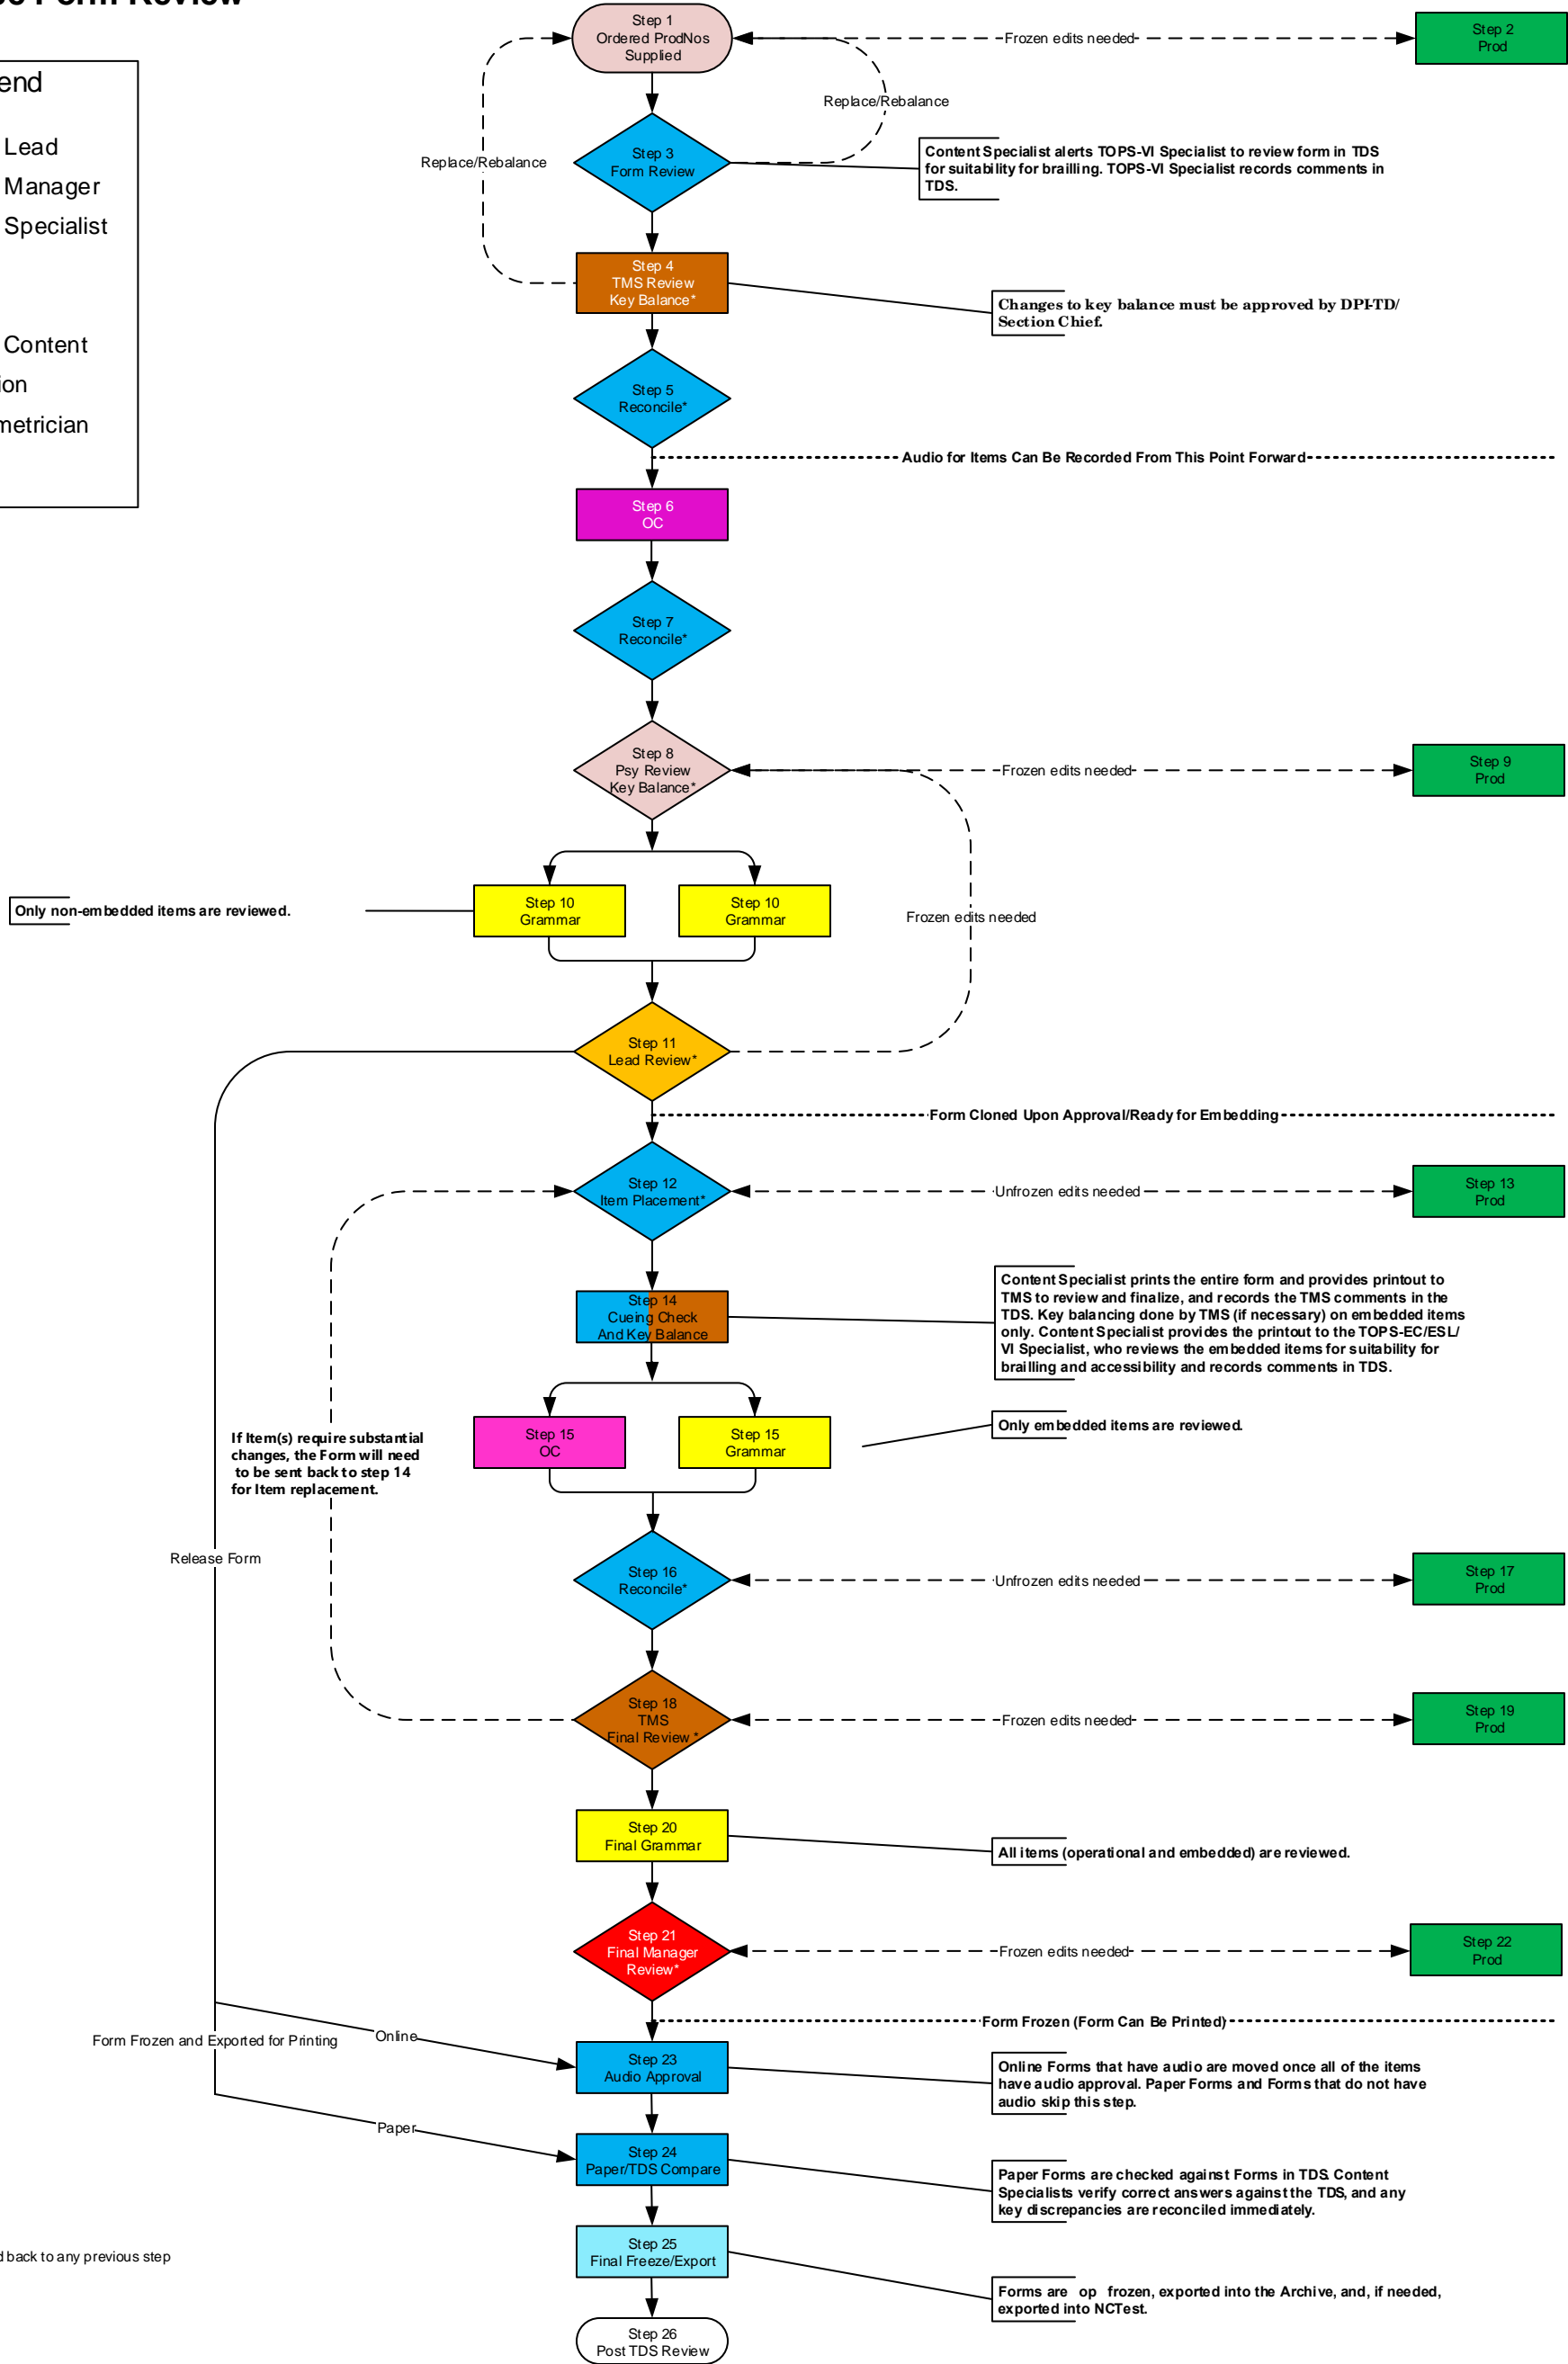 Form Review
Step 1
Ordered ProdNos
Supplied
Frozen edits needed
Step 2
Prod
end
Lead
Manager
Specialist
Content
ion
metrician
Replace/Rebalance
Replace/Rebalance
Step 3
Form Review
Content Specialist alerts TOPS-VI Specialist to review form in TDS
for suitability for brailling. TOPS-VI Specialist records comments in
TDS.
Step 4
TMS Review
Key Balance*
Changes to key balance must be approved by DPI-TD/
Section Chief.
Step 5
Reconcile*
Audio for Items Can Be Recorded From This Point Forward
Step 6
OC
Step 7
Reconcile*
Step 8
Psy Review
Key Balance*
Frozen edits needed
Step 9
Prod
Only non-embedded items are reviewed.
Step 10
Grammar
Step 10
Grammar
Frozen edits needed
Step 11
Lead Review*
Form Cloned Upon Approval/Ready for Embedding
Step 12
Item Placement*
Unfrozen edits needed
Step 13
Prod
Step 14
Cueing Check
And Key Balance
Content Specialist prints the entire form and provides printout to
TMS to review and finalize, and records the TMS comments in the
TDS. Key balancing done by TMS (if necessary) on embedded items
only. Content Specialist provides the printout to the TOPS-EC/ESL/
VI Specialist, who reviews the embedded items for suitability for
brailling and accessibility and records comments in TDS.
If Item(s) require substantial
changes, the Form will need
to be sent back to step 14
for Item replacement.
Step 15
OC
Step 15
Grammar
Only embedded items are reviewed.
Release Form
Step 16
Reconcile*
Unfrozen edits needed
Step 17
Prod
Step 18
TMS
Final Review *
Frozen edits needed
Step 19
Prod
Step 20
Final Grammar
All items (operational and embedded) are reviewed.
Step 21
Final Manager
Review*
Frozen edits needed
Step 22
Prod
Form Frozen (Form Can Be Printed)
Form Frozen and Exported for Printing
Online
Step 23
Audio Approval
Online Forms that have audio are moved once all of the items
have audio approval. Paper Forms and Forms that do not have
audio skip this step.
Paper
Step 24
Paper/TDS Compare
Paper Forms are checked against Forms in TDS. Content
Specialists verify correct answers against the TDS, and any
key discrepancies are reconciled immediately.
Step 25
Final Freeze/Export
d back to any previous step
Forms are op frozen, exported into the Archive, and, if needed,
exported into NCTest.
Step 26
Post TDS Review